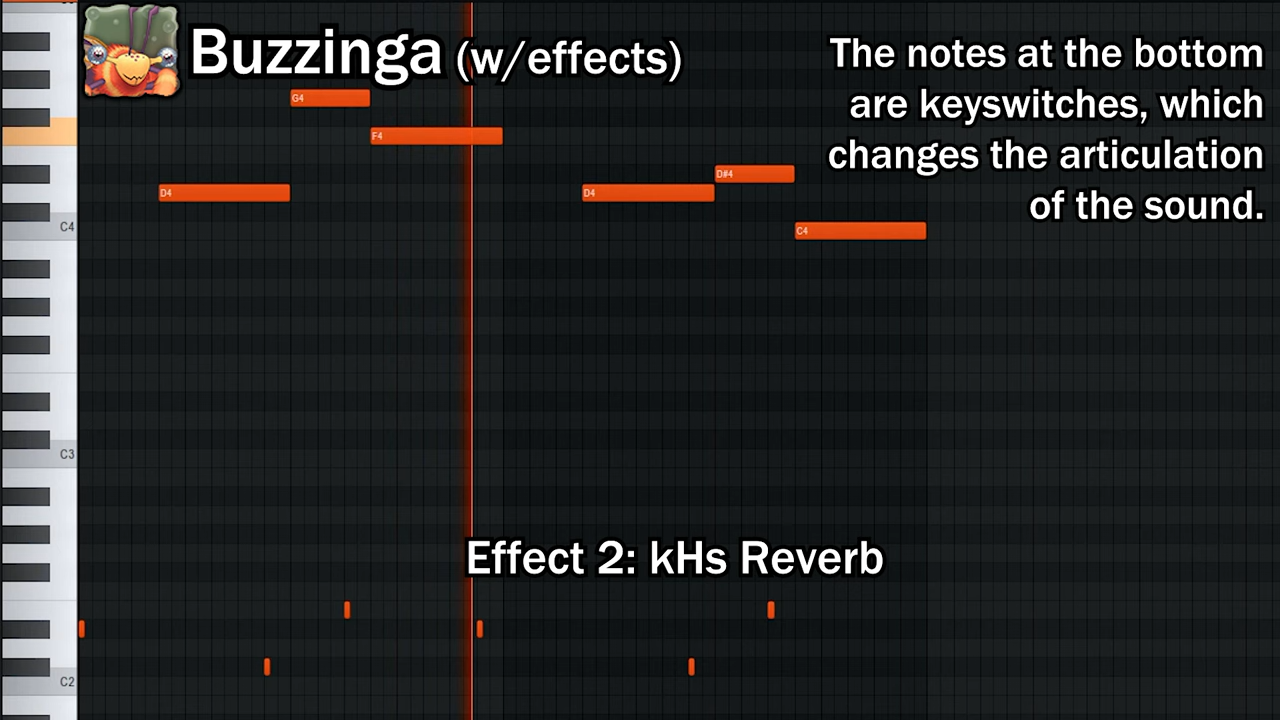 Buzzinga (w/effects)
The notes at the bottom
are keyswitches, which
changes the articulation
of the sound.
G4
F4
D#4
D4
D4
C4
C4
C3
Effect 2: kHs Reverb
C2